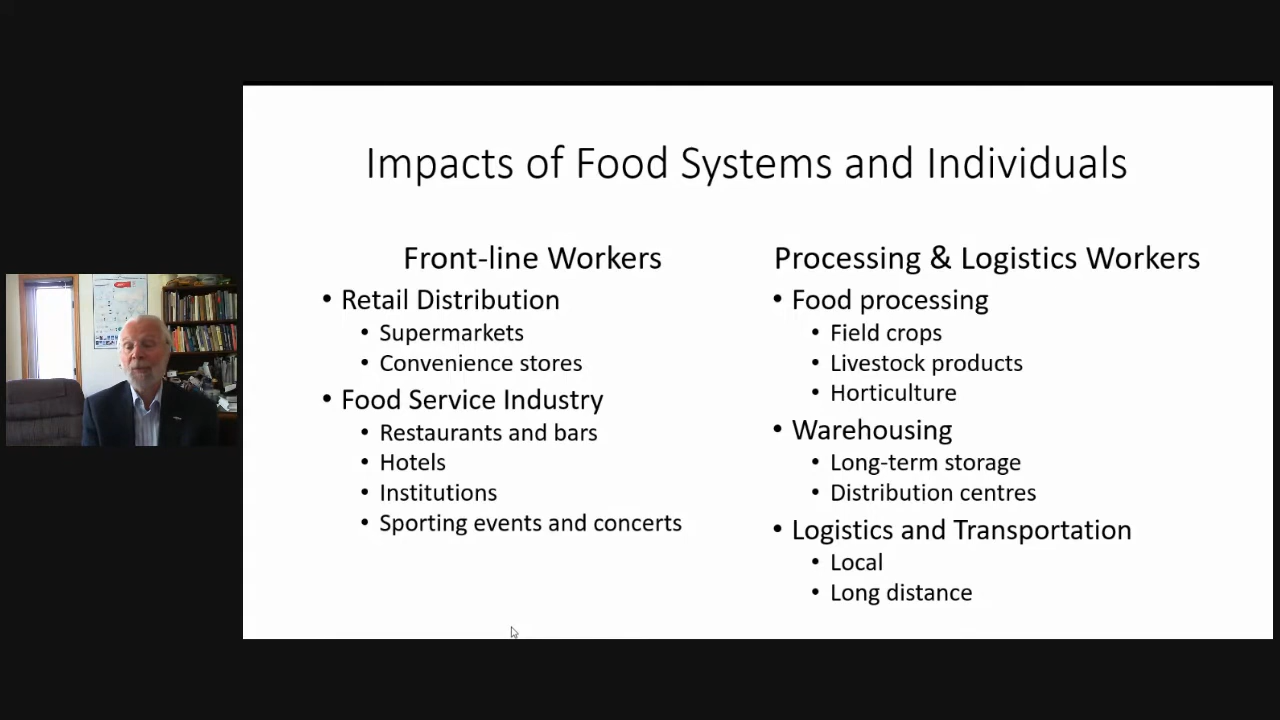 Impacts of Food Systems and Individuals
Front-line Workers
• Retail Distribution
• Supermarkets
• Convenience stores
• Food Service Industry
• Restaurants and bars
• Hotels
• Institutions
• Sporting events and concerts
Processing & Logistics Workers
• Food processing
• Field crops
• Livestock products
• Horticulture
• Warehousing
• Long-term storage
• Distribution centres
• Logistics and Transportation
• Local
• Long distance